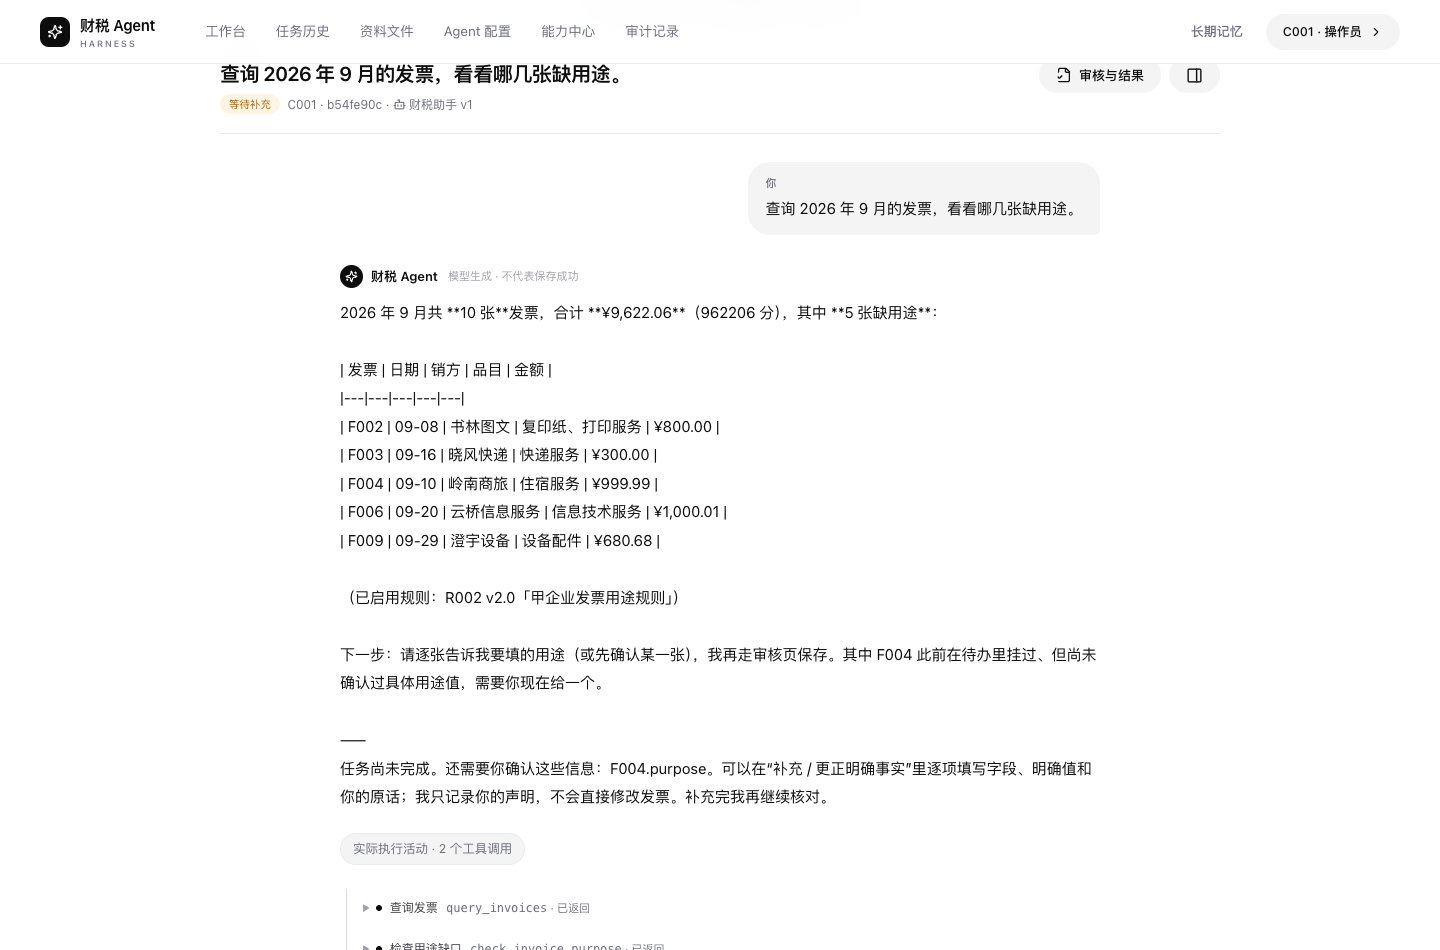 财税 Agent
HARNESS
工作台
任务历史
资料文件
Agent 配置
能力中心
审计记录
长期记忆
C001 · 操作员
查询 2026 年 9 月的发票，看看哪几张缺用途。
审核与结果
等待补充
C001 · b54fe90c · 财税助手 v1
你
查询 2026 年 9 月的发票，看看哪几张缺用途。
财税 Agent
模型生成 · 不代表保存成功
2026 年 9 月共 **10 张**发票，合计 **¥9,622.06**（962206 分），其中 **5 张缺用途**：
| 发票 | 日期 | 销方 | 品目 | 金额 |
|---|---|---|---|---|
| F002 | 09-08 | 书林图文 | 复印纸、打印服务 | ¥800.00 |
| F003 | 09-16 | 晓风快递 | 快递服务 | ¥300.00 |
| F004 | 09-10 | 岭南商旅 | 住宿服务 | ¥999.99 |
| F006 | 09-20 | 云桥信息服务 | 信息技术服务 | ¥1,000.01 |
| F009 | 09-29 | 澄宇设备 | 设备配件 | ¥680.68 |
（已启用规则：R002 v2.0「甲企业发票用途规则」）
下一步：请逐张告诉我要填的用途（或先确认某一张），我再走审核页保存。其中 F004 此前在待办里挂过、但尚未
确认过具体用途值，需要你现在给一个。
——
任务尚未完成。还需要你确认这些信息：F004.purpose。可以在“补充 / 更正明确事实”里逐项填写字段、明确值和
你的原话；我只记录你的声明，不会直接修改发票。补充完我再继续核对。
实际执行活动 · 2 个工具调用
查询发票 query_invoices · 已返回
检查用途缺口 check_invoice_purpose · 已返回